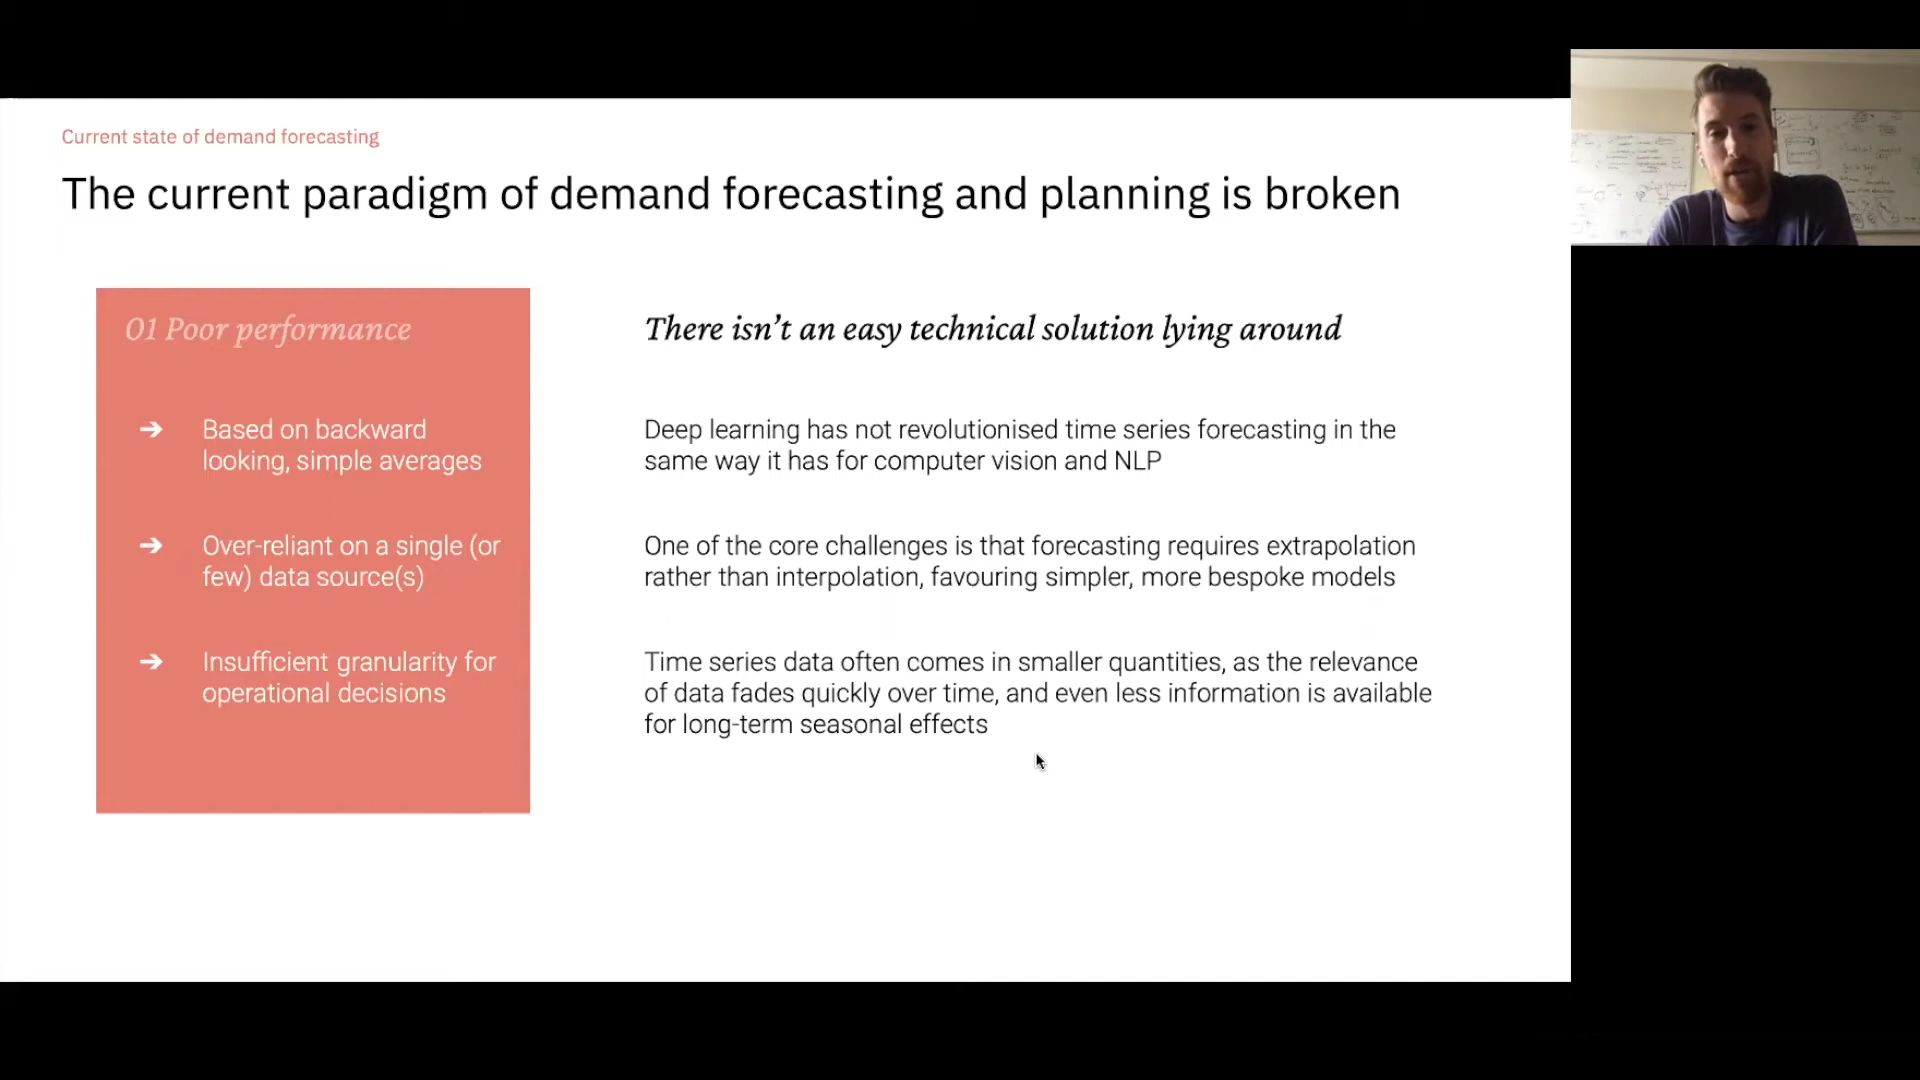 Current state of demand forecasting
The current paradigm of demand forecasting and planning is broken
01 Poor performance
→ Based on backward
looking, simple averages
→ Over-reliant on a single (or
few) data source(s)
→ Insufficient granularity for
operational decisions
There isn’t an easy technical solution lying around
Deep learning has not revolutionised time series forecasting in the
same way it has for computer vision and NLP
One of the core challenges is that forecasting requires extrapolation
rather than interpolation, favouring simpler, more bespoke models
Time series data often comes in smaller quantities, as the relevance
of data fades quickly over time, and even less information is available
for long-term seasonal effects